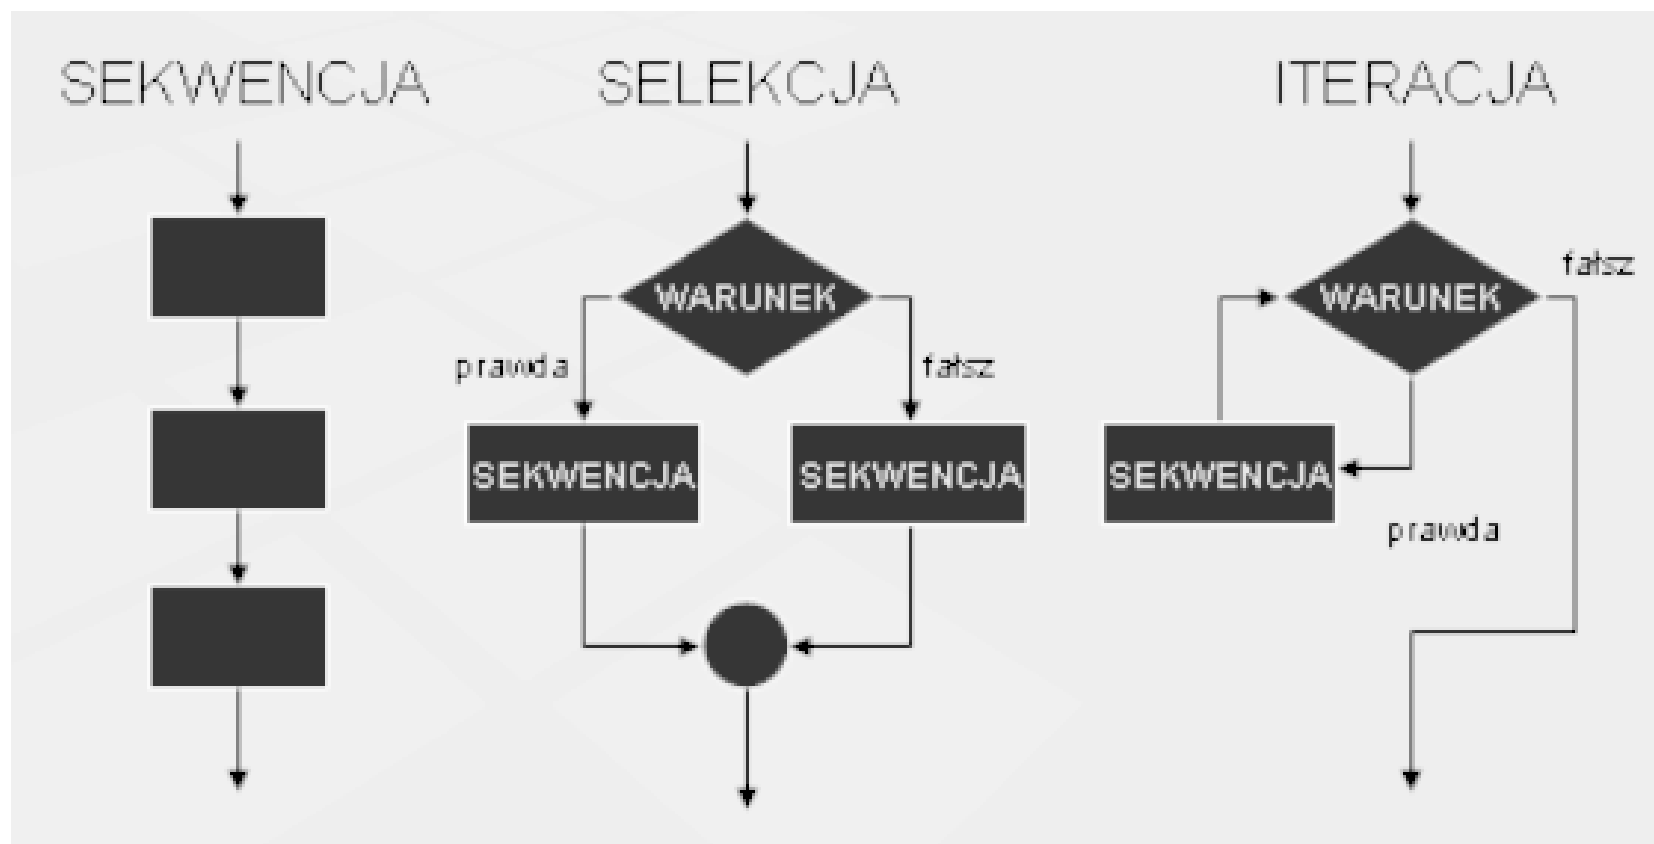 SEKWENCJA
SELEKCJA
ITERACJA
WARUNEK
prawda
fałsz
SEKWENCJA
SEKWENCJA
WARUNEK
fałsz
SEKWENCJA
prawda